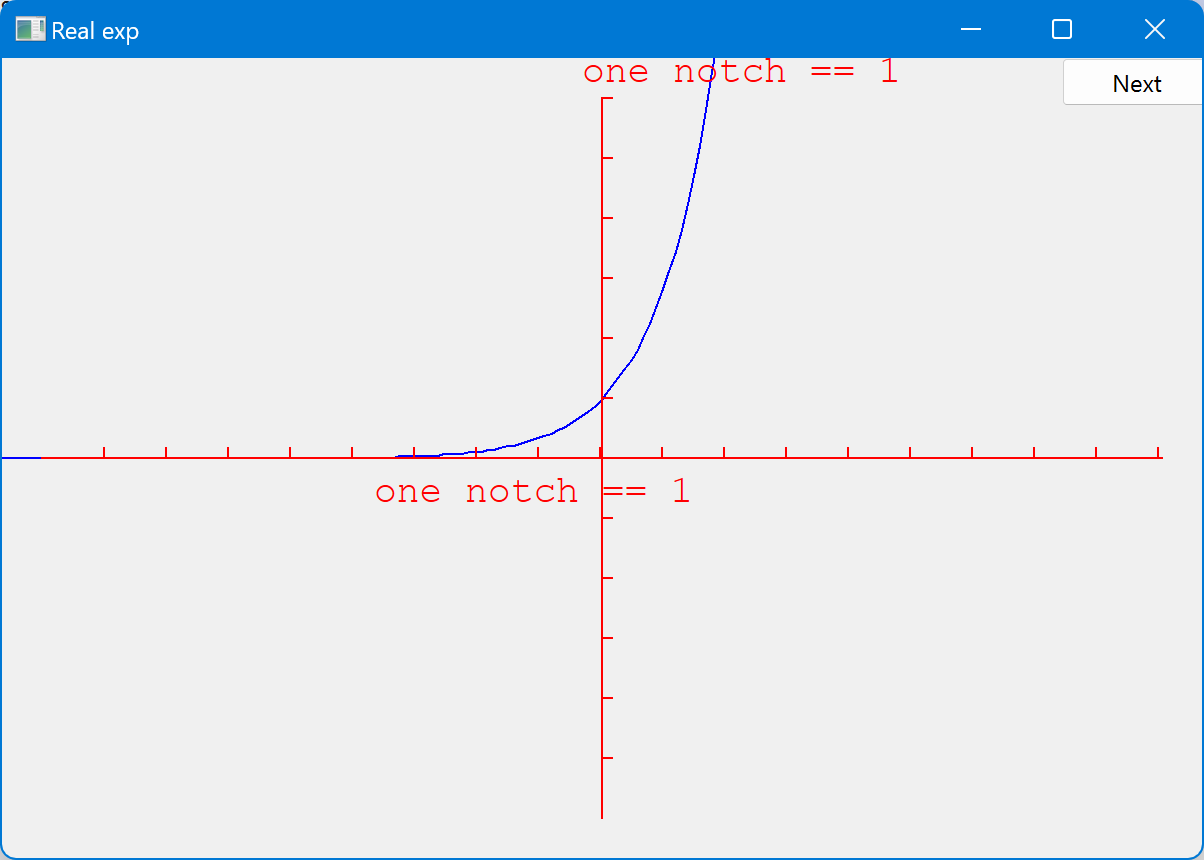 Real exp
one notch == 1
Next
one notch == 1